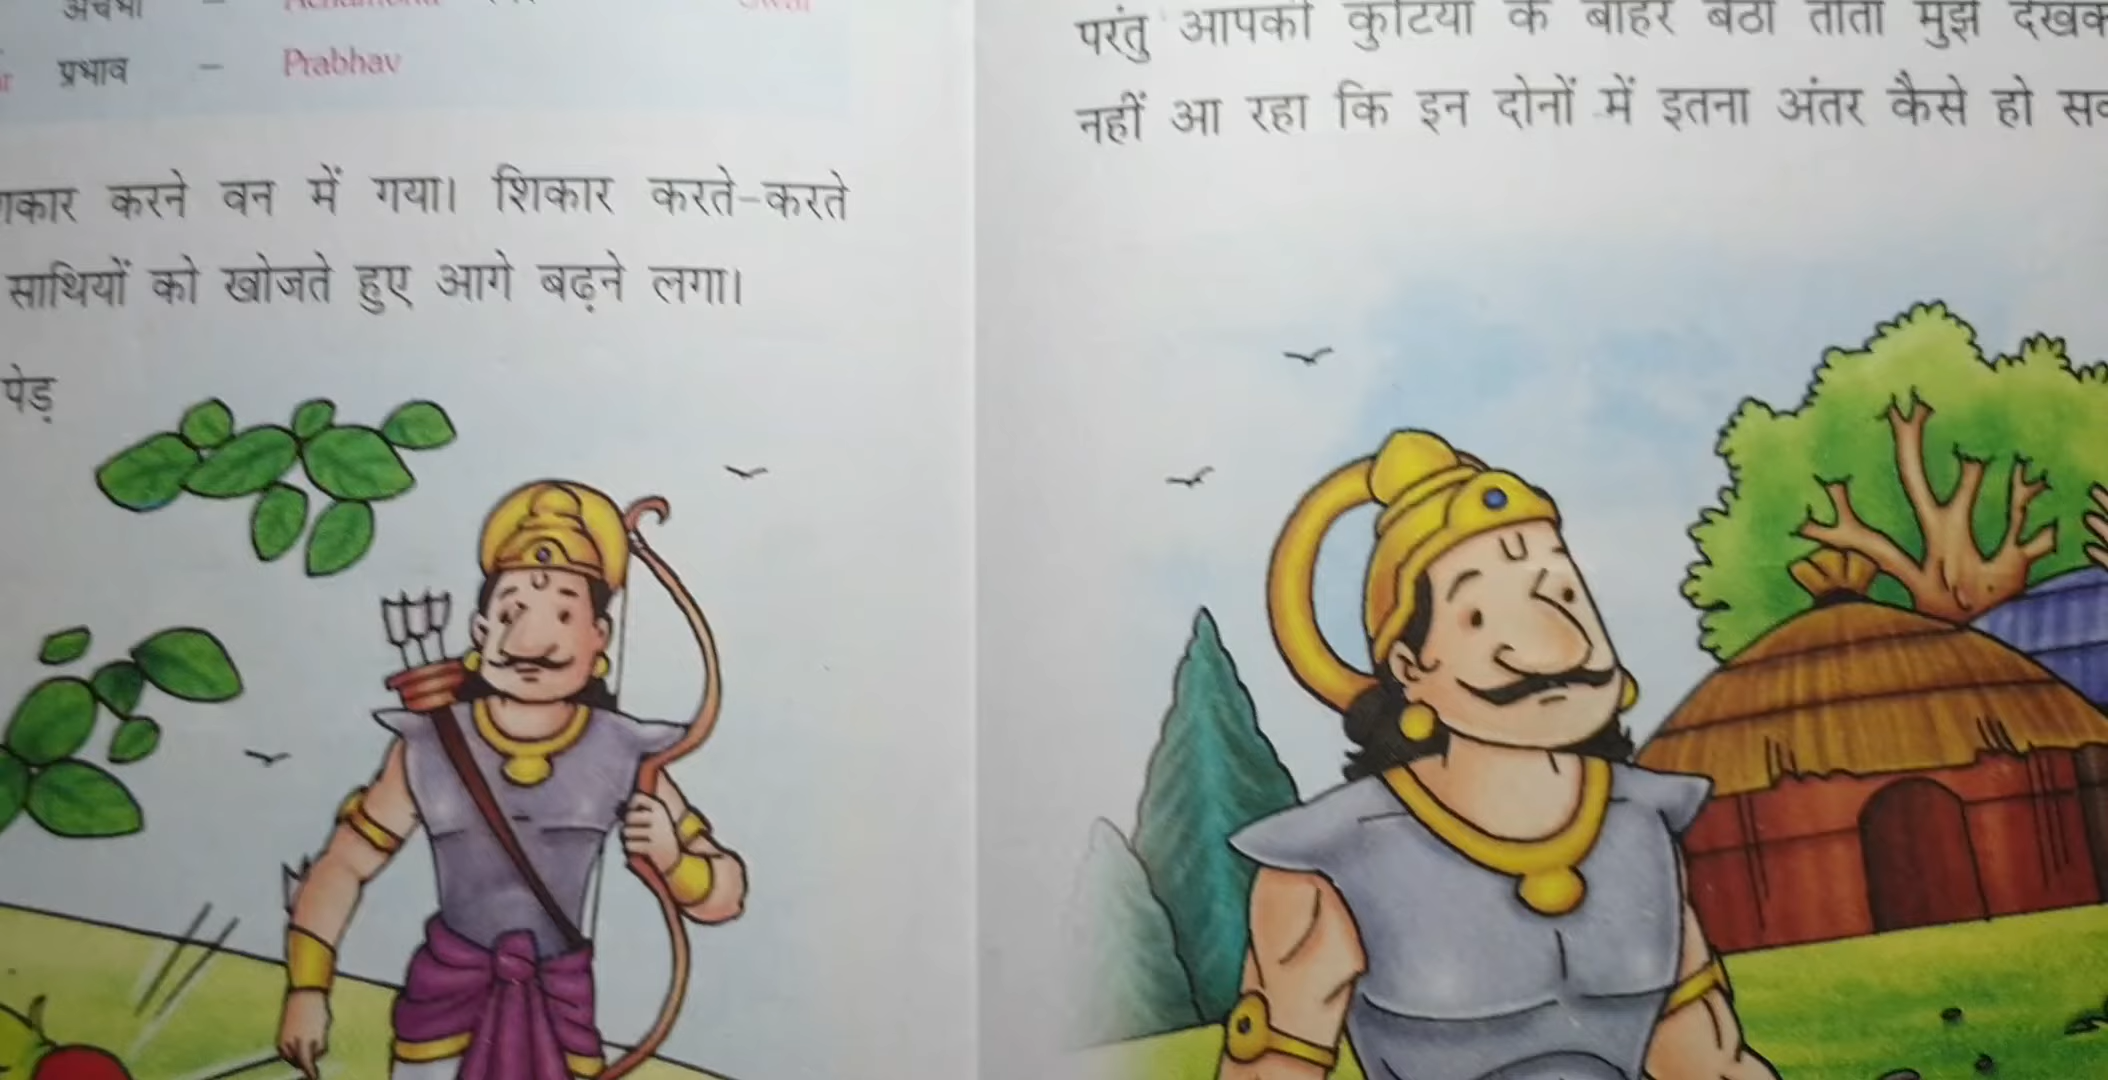 अचंभा –
प्रभाव – Prabhav
करने वन में गया। शिकार करते-करते
साथियों को खोजते हुए आगे बढ़ने लगा।
पेड़
परंतु आपकी कुटिया के बाहर बैठा तोता मुझे
नहीं आ रहा कि इन दोनों में इतना अंतर कैसे हो